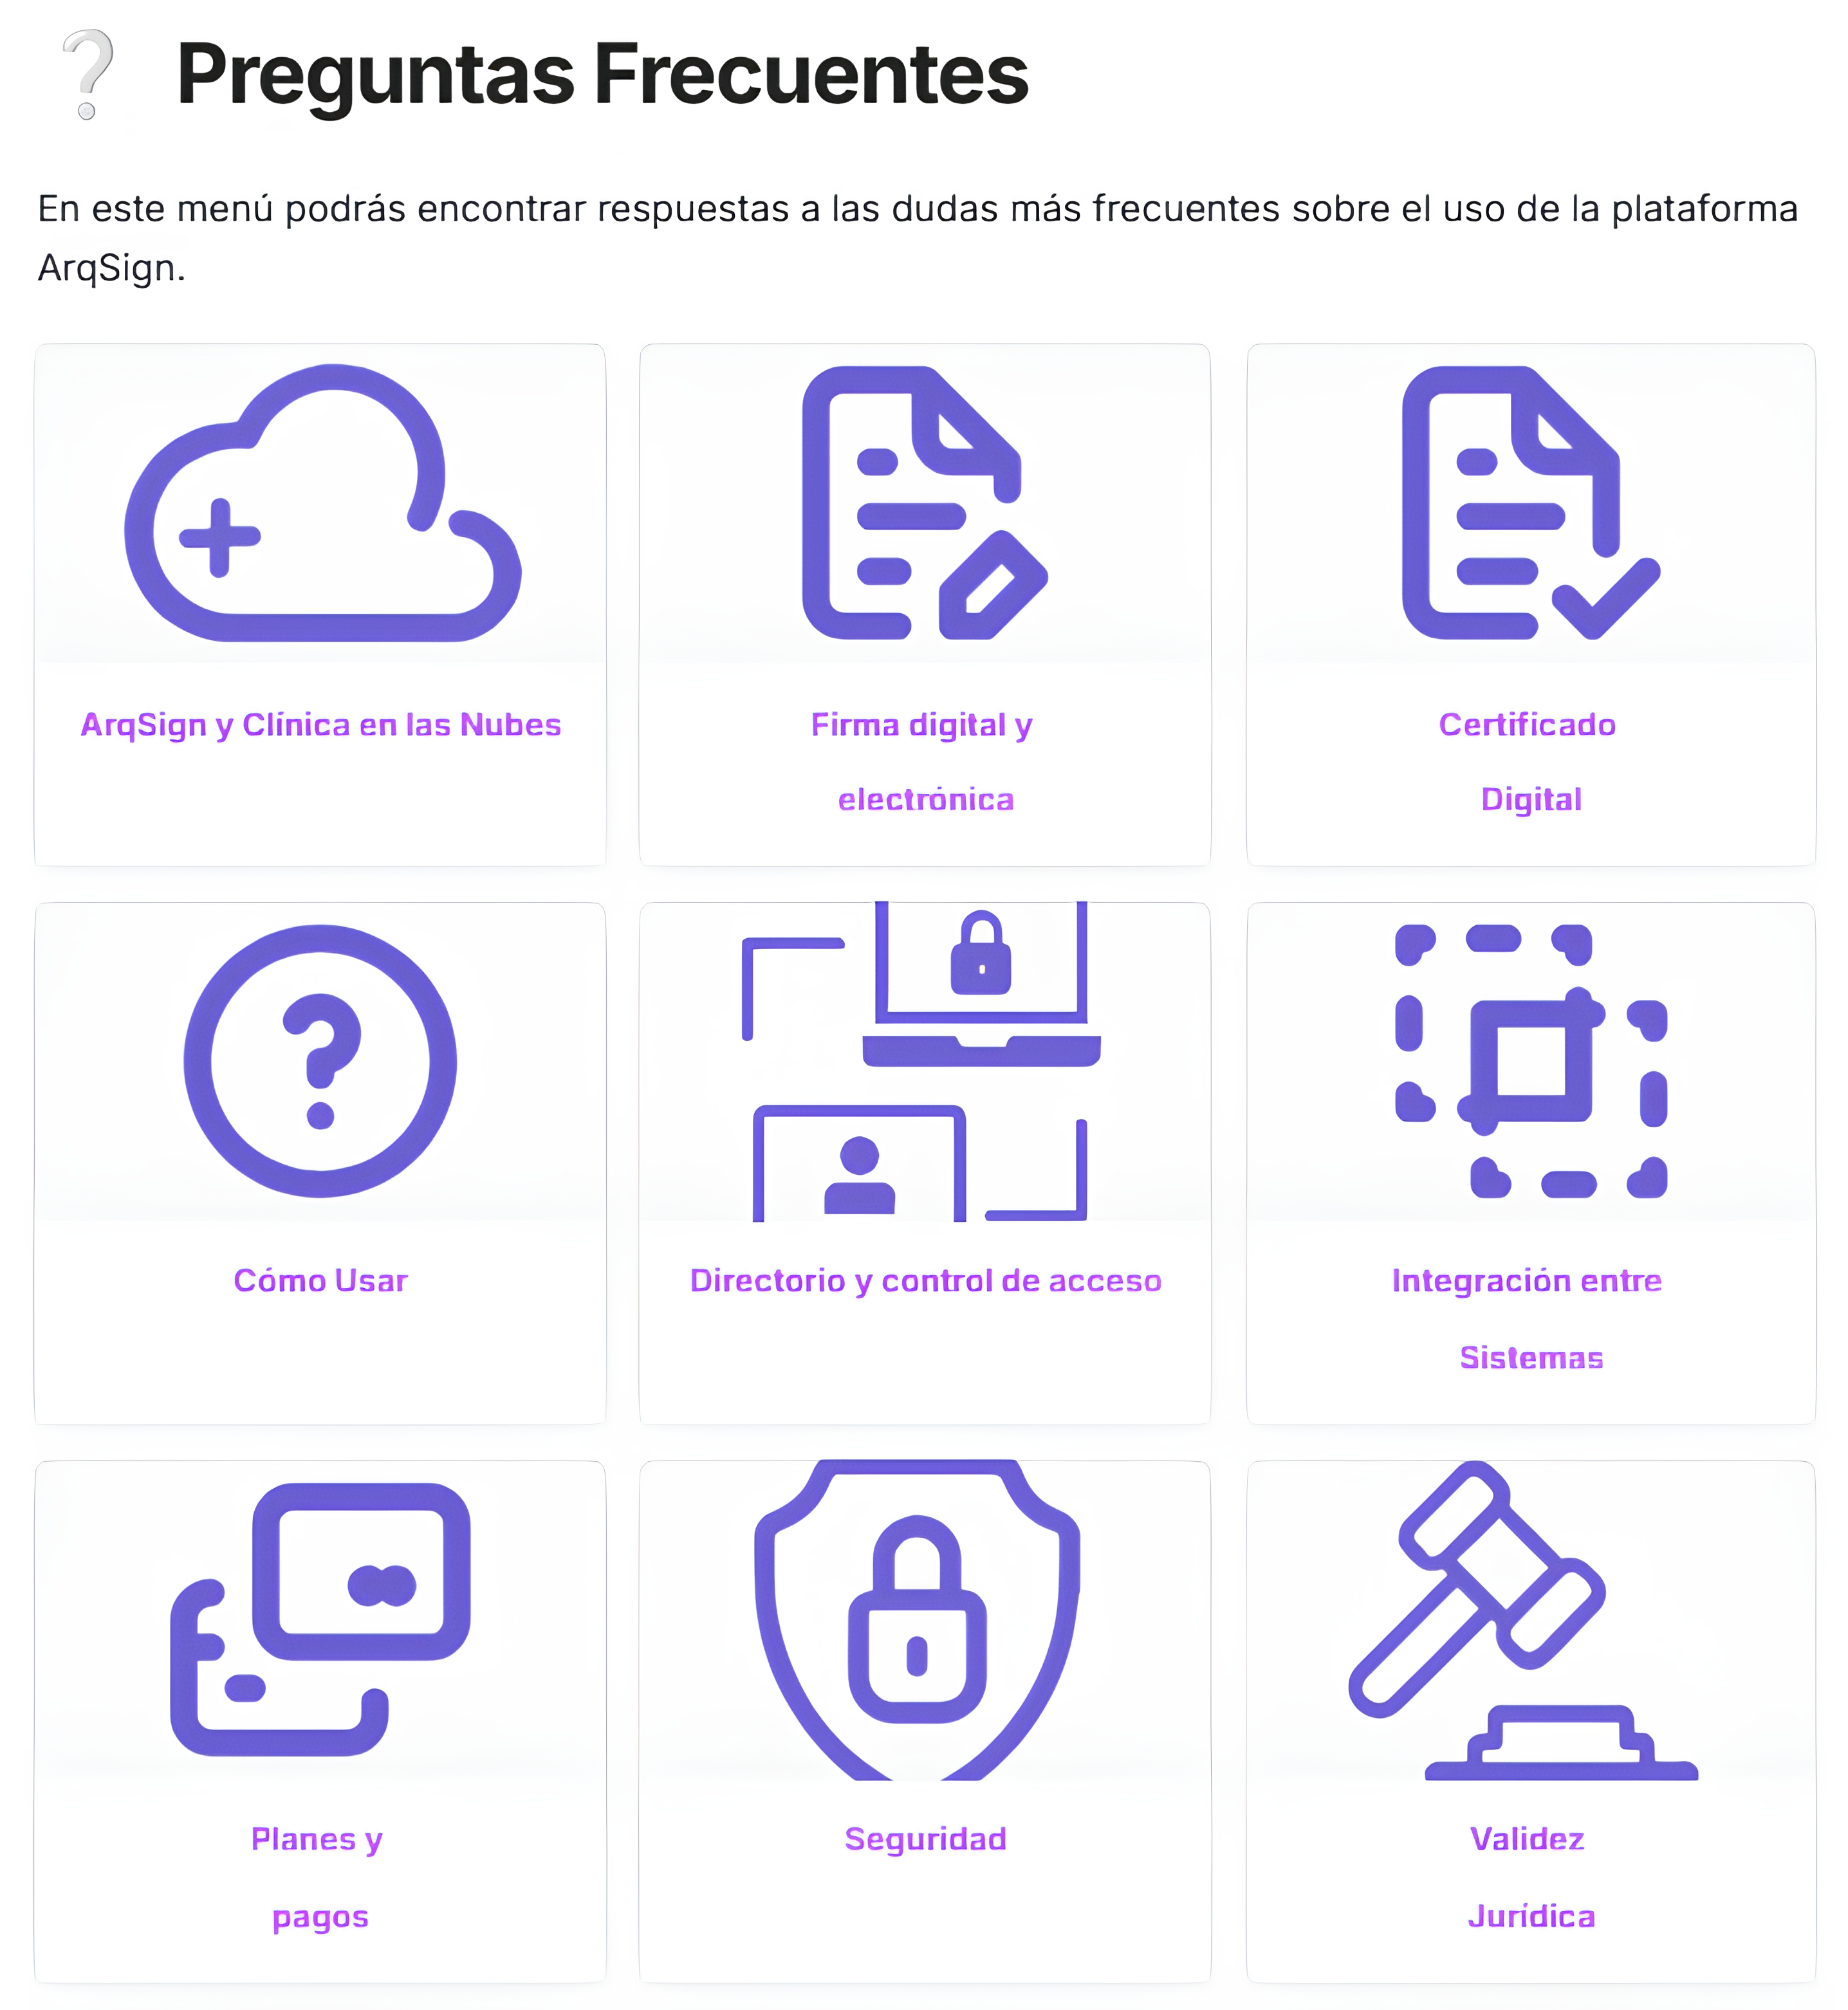 ❔ Preguntas Frecuentes
En este menú podrás encontrar respuestas a las dudas más frecuentes sobre el uso de la plataforma
ArqSign.
ArqSign y Clínica en las Nubes
Firma digital y
electrónica
Certificado
Digital
Cómo Usar
Directorio y control de acceso
Integración entre
Sistemas
Planes y
pagos
Seguridad
Validez
Jurídica